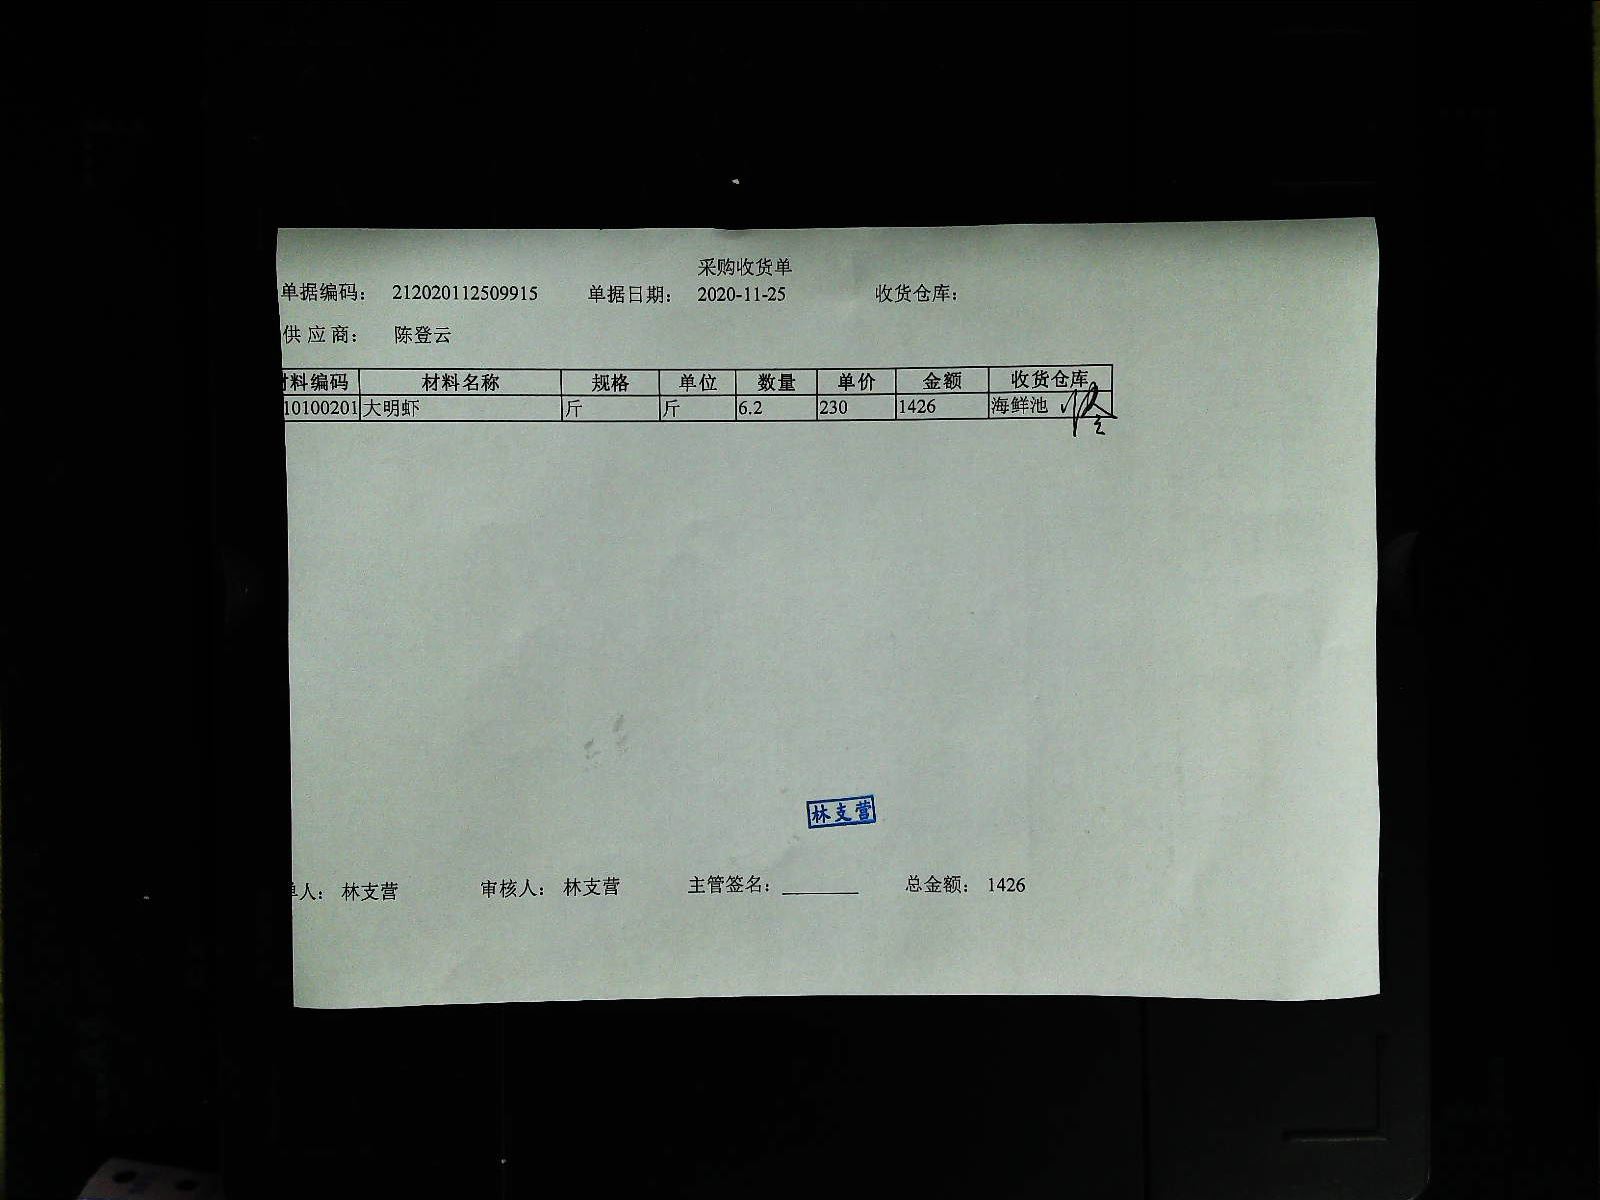 采购收货单
单据编码： 212020112509915 单据日期： 2020-11-25 收货仓库：
供应商： 陈登云
材料编码 材料名称 规格 单位 数量 单价 金额 收货仓库
10100201 大明虾 斤 斤 6.2 230 1426 海鲜池
林支营
单人： 林支营 审核人： 林支营 主管签名： ________ 总金额： 1426